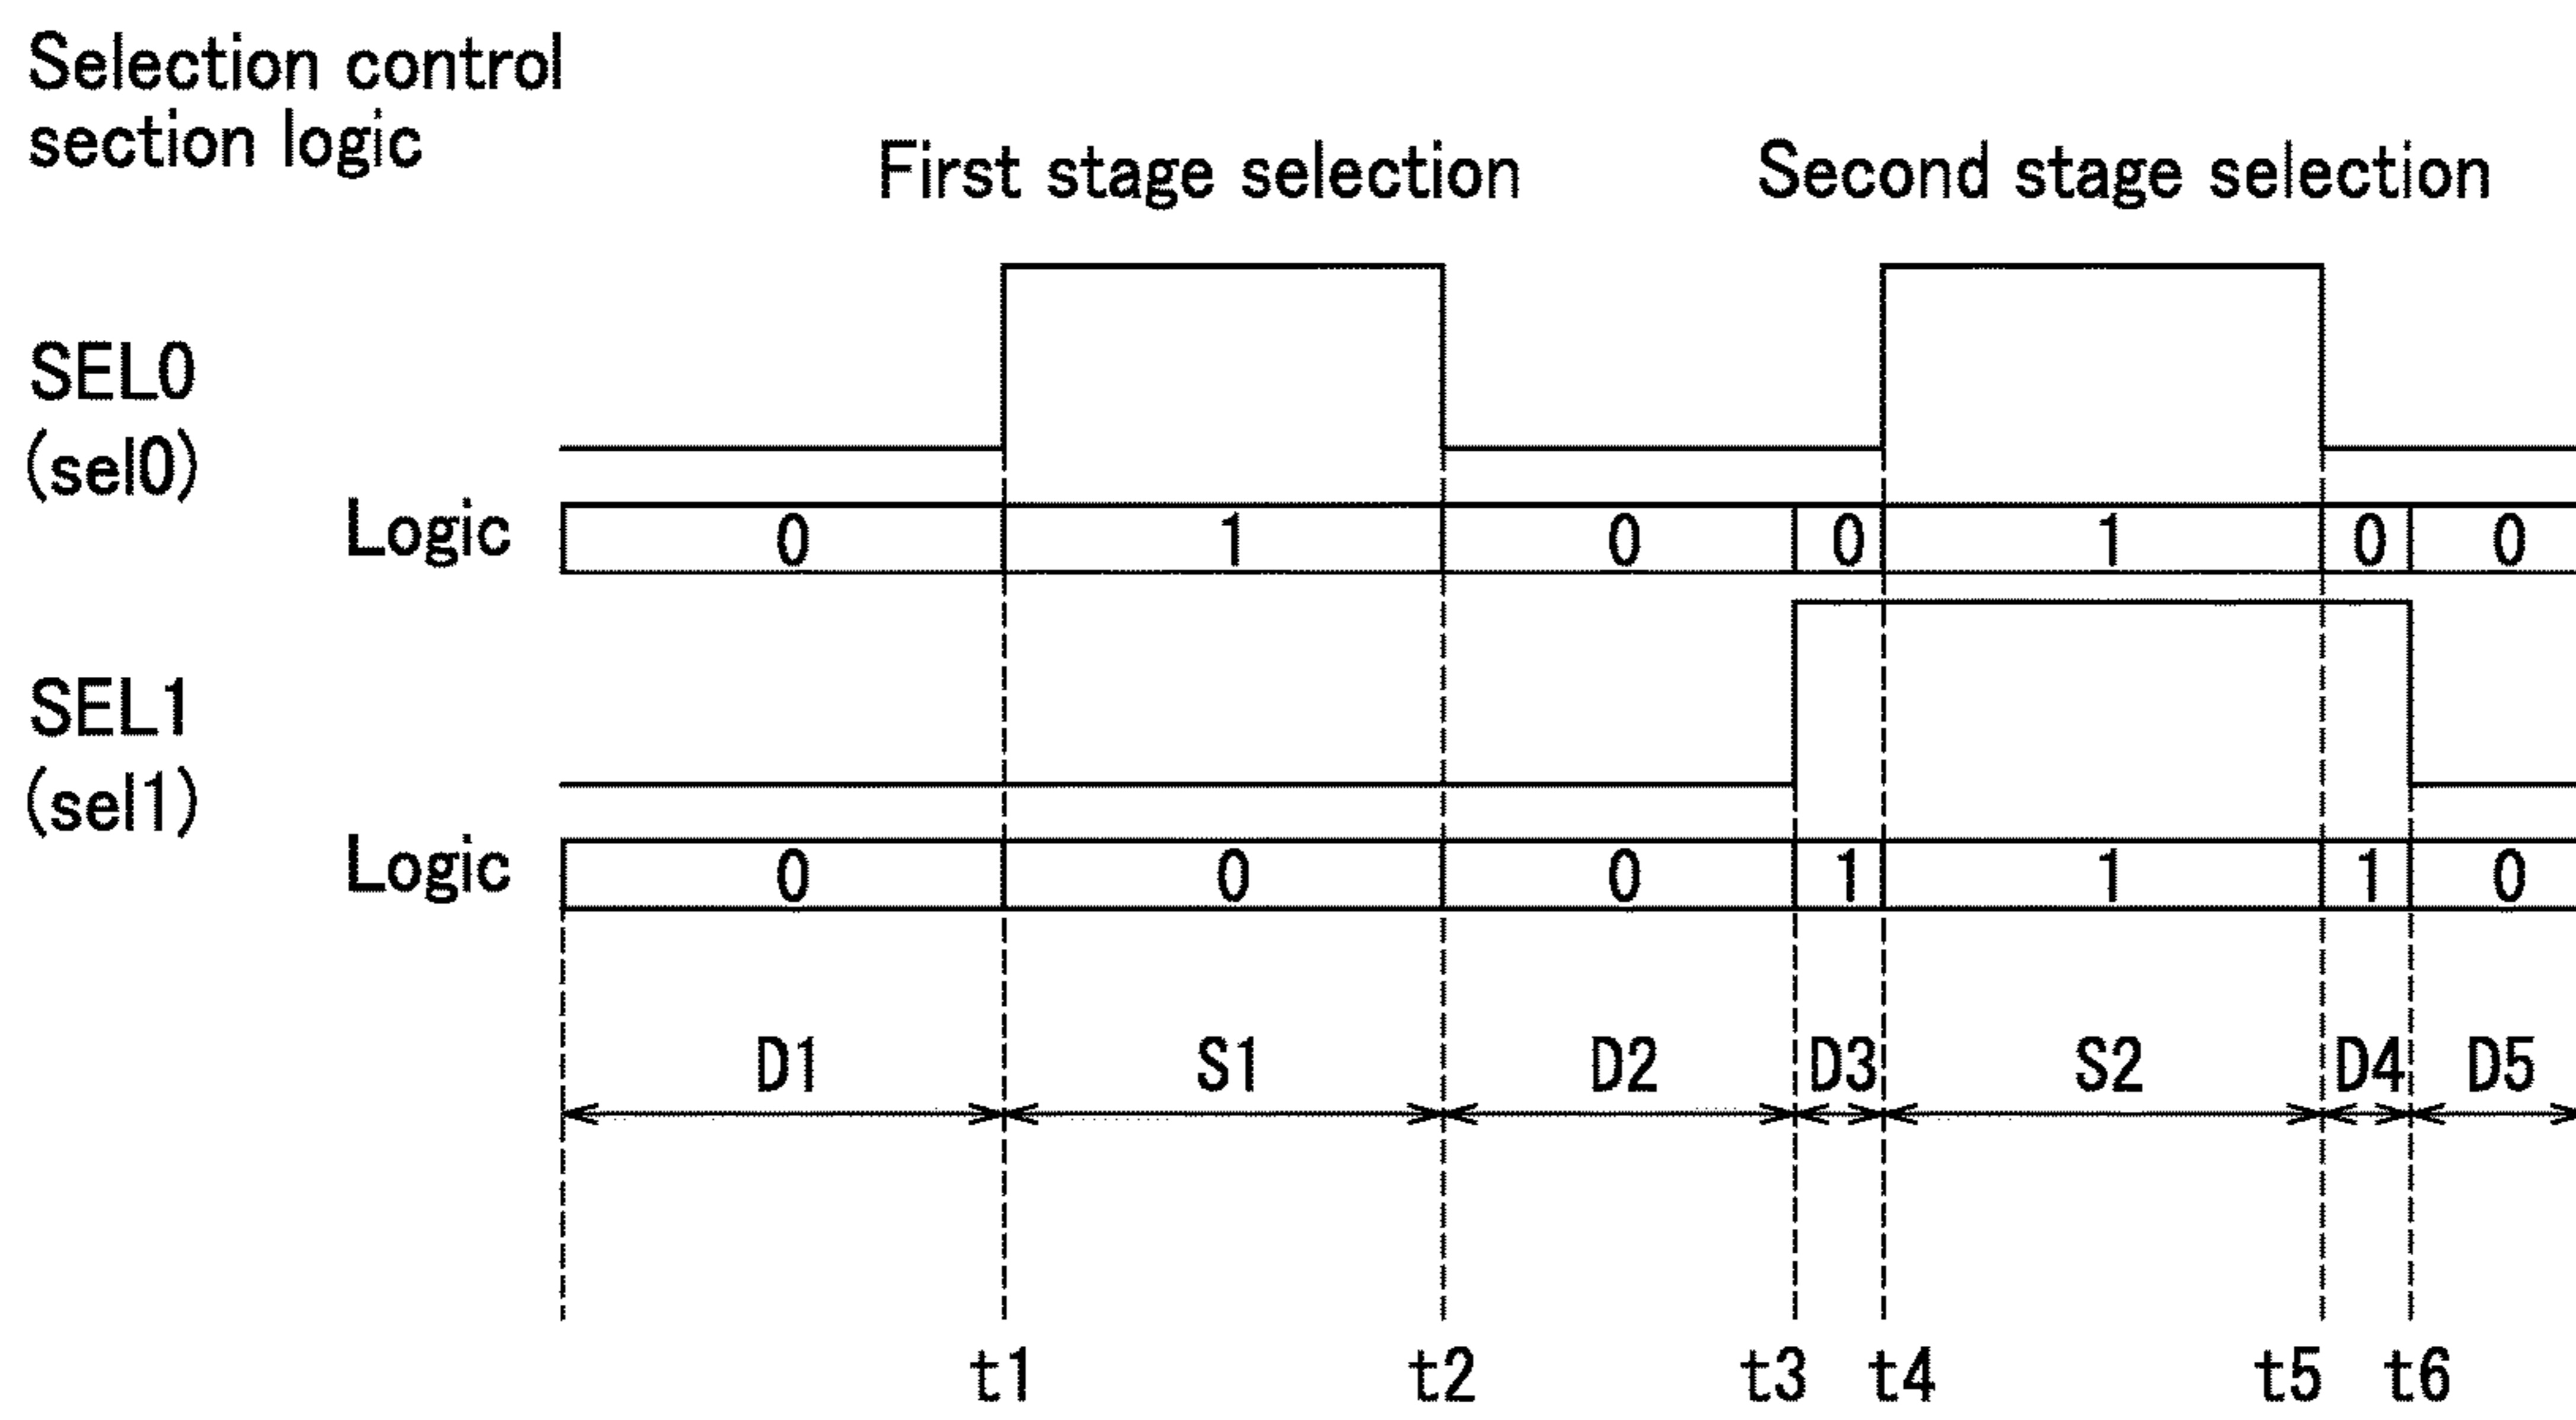 Selection control
section logic
First stage selection Second stage selection
SEL0
(sel0)
Logic 0 1 0 0 1 0 0
SEL1
(sel1)
Logic 0 0 0 1 1 1 0
D1 S1 D2 D3 S2 D4 D5
t1 t2 t3 t4 t5 t6